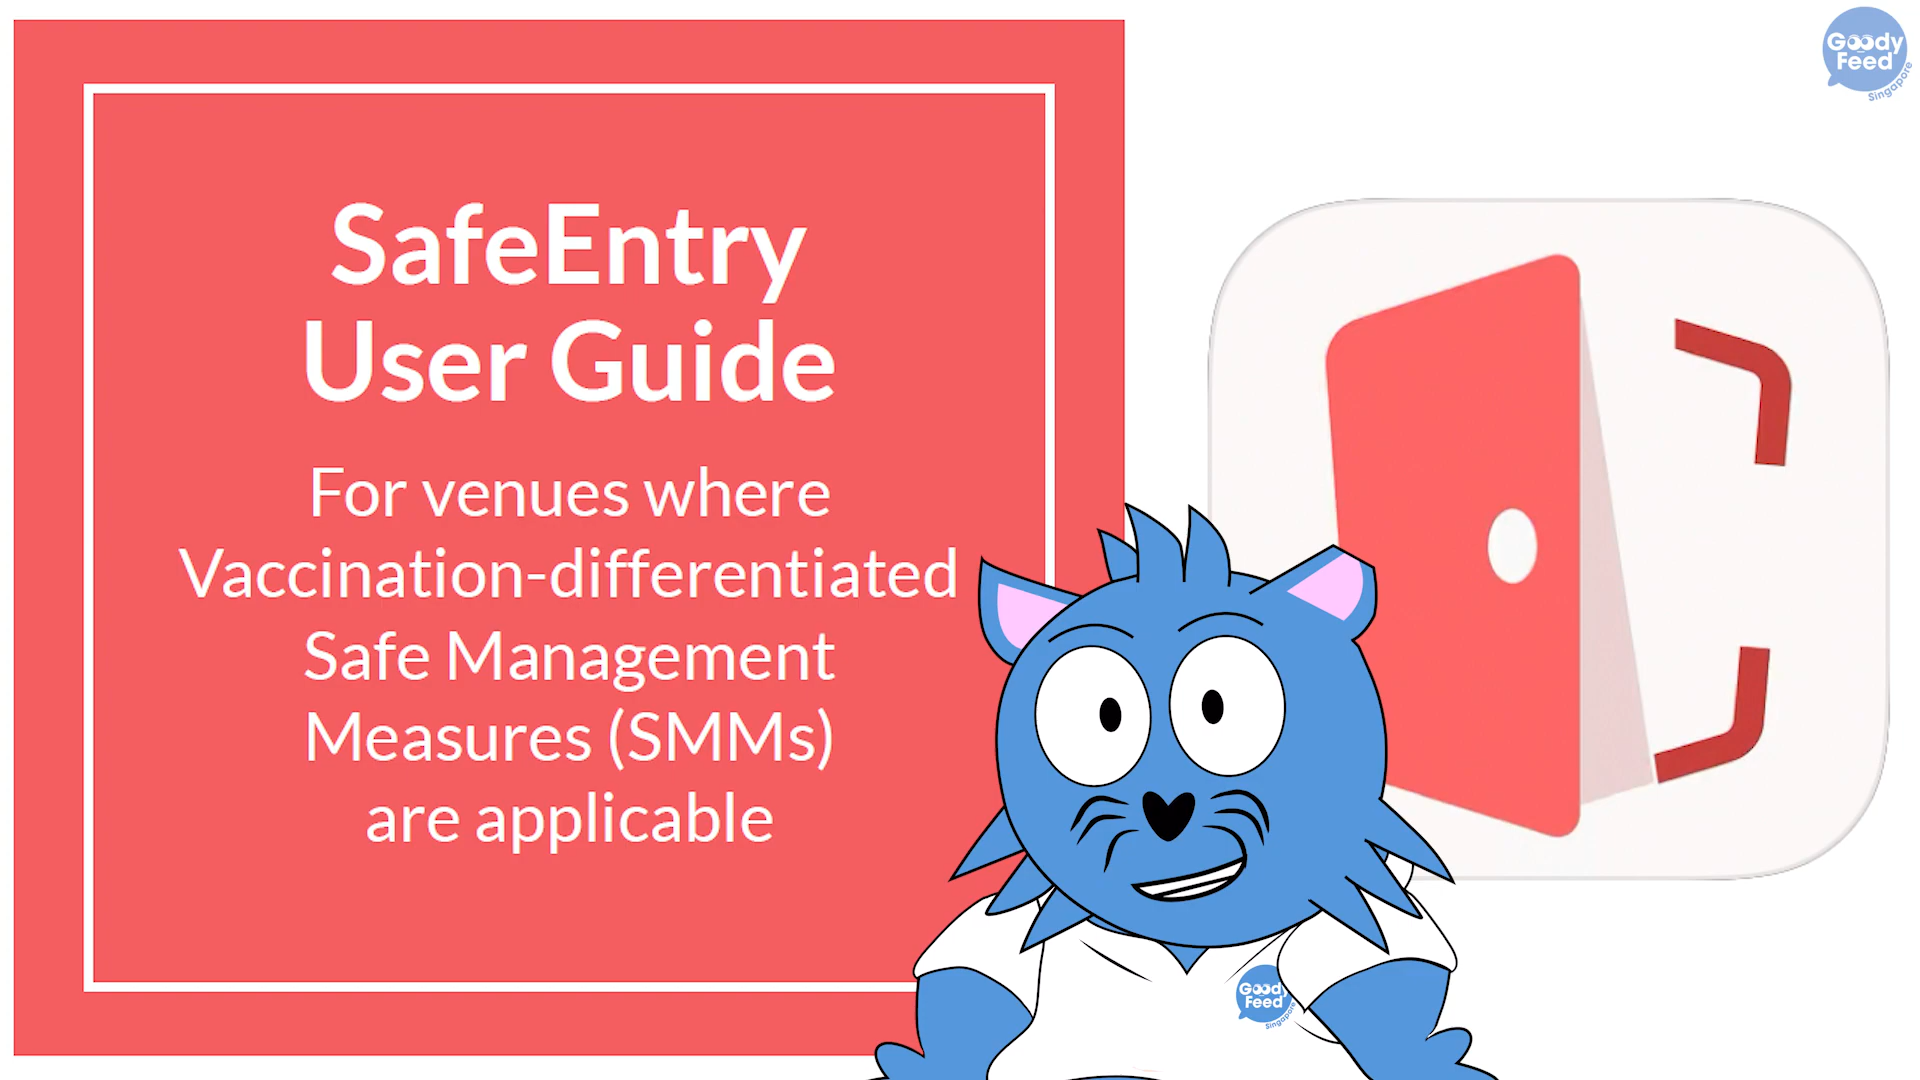 Goody
Feed
Singapore
SafeEntry
User Guide
For venues where
Vaccination-differentiated
Safe Management
Measures (SMMs)
are applicable
Goody
Feed
Singapore